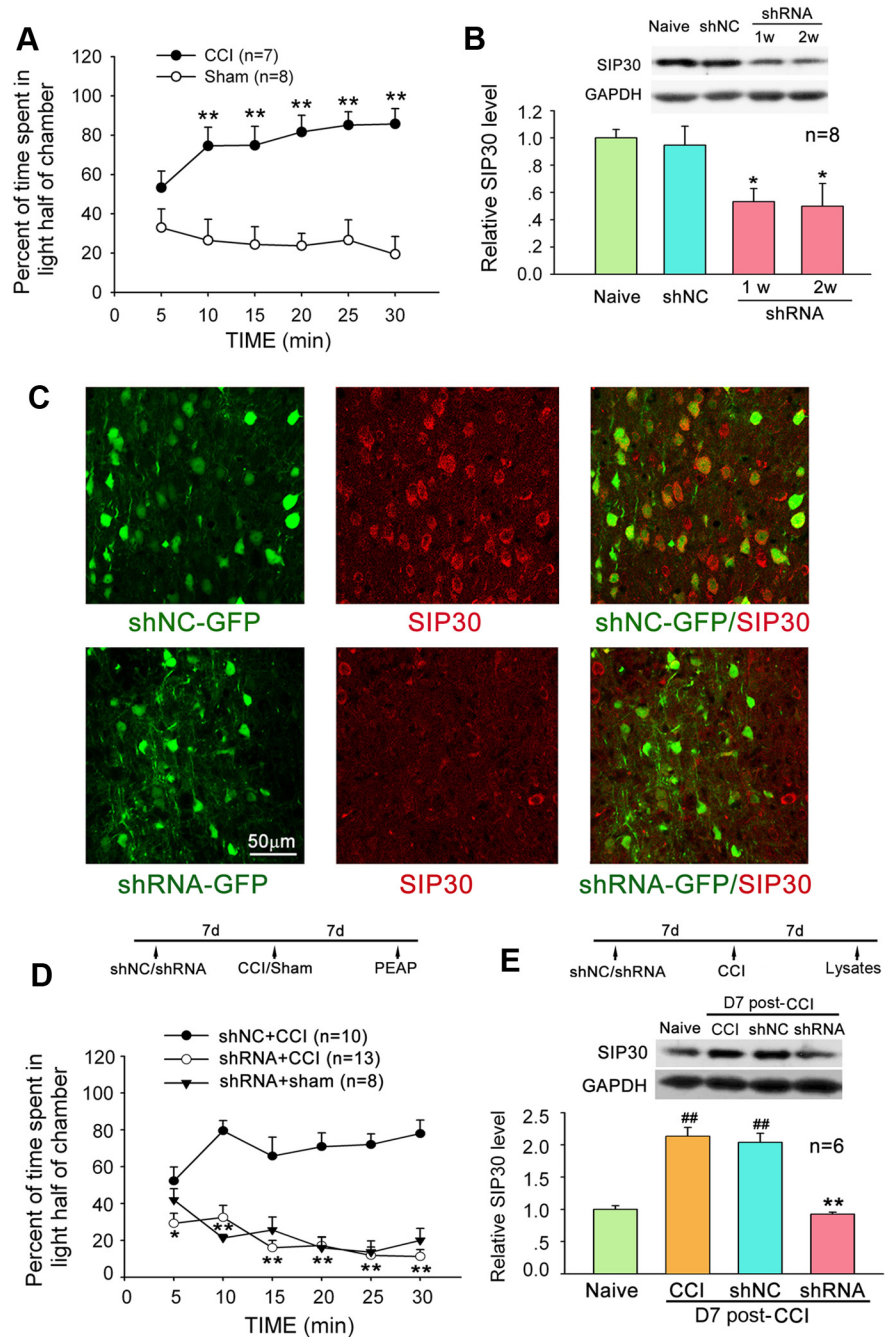 A
CCI (n=7)
Sham (n=8)
Percent of time spent in
light half of chamber
120
100
80
60
40
20
0
** ** ** ** **
0 5 10 15 20 25 30
TIME (min)
B
Naive shNC shRNA
1w 2w
SIP30
GAPDH
Relative SIP30 level
1.2
1.0
.8
.6
.4
.2
0.0
n=8
* *
Naive shNC 1 w 2w
shRNA
C
shNC-GFP SIP30 shNC-GFP/SIP30
50μm
shRNA-GFP SIP30 shRNA-GFP/SIP30
D
7d 7d
shNC/shRNA CCI/Sham PEAP
shNC+CCI (n=10)
shRNA+CCI (n=13)
shRNA+sham (n=8)
Percent of time spent in
light half of chamber
120
100
80
60
40
20
0
* ** ** ** ** **
0 5 10 15 20 25 30
TIME (min)
E
7d 7d
shNC/shRNA CCI Lysates
D7 post-CCI
Naive CCI shNC shRNA
SIP30
GAPDH
Relative SIP30 level
2.5
2.0
1.5
1.0
.5
0.0
## ## **
n=6
Naive CCI shNC shRNA
D7 post-CCI